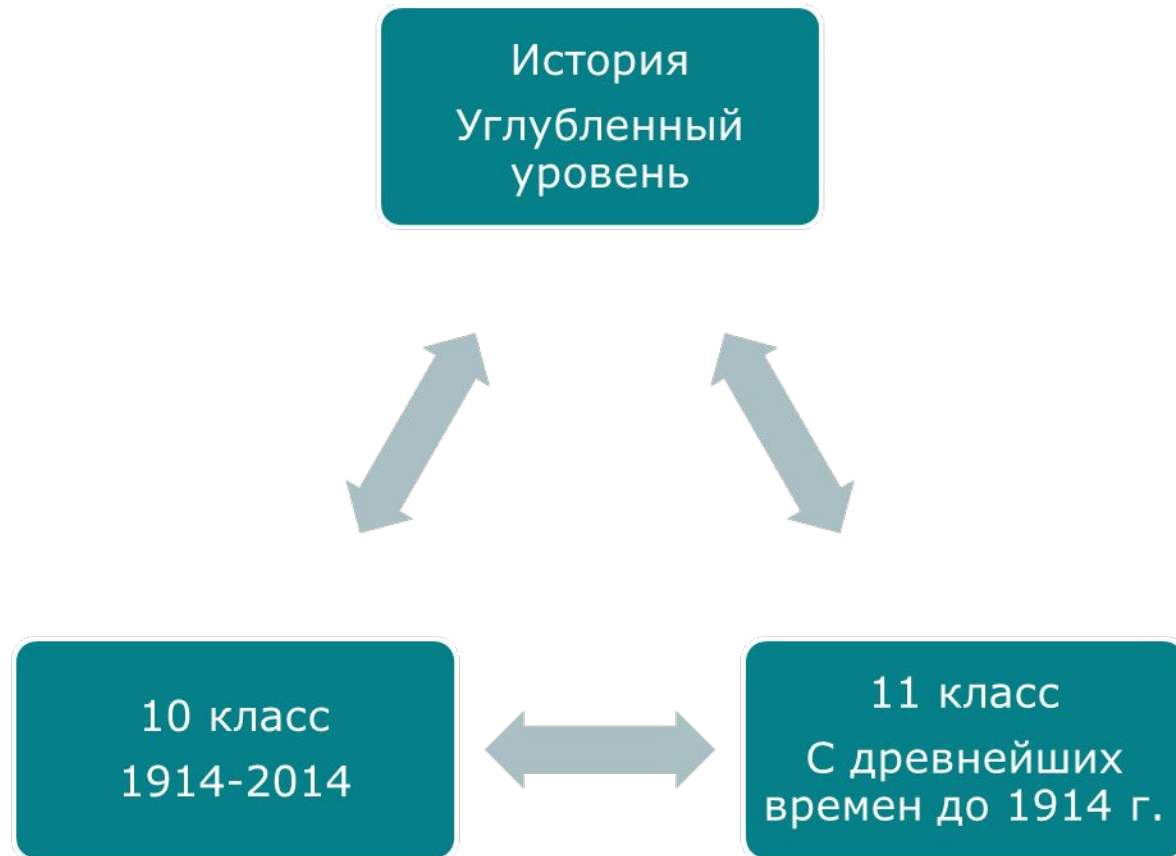 История
Углубленный
уровень
10 класс
1914-2014
11 класс
С древнейших
времен до 1914 г.